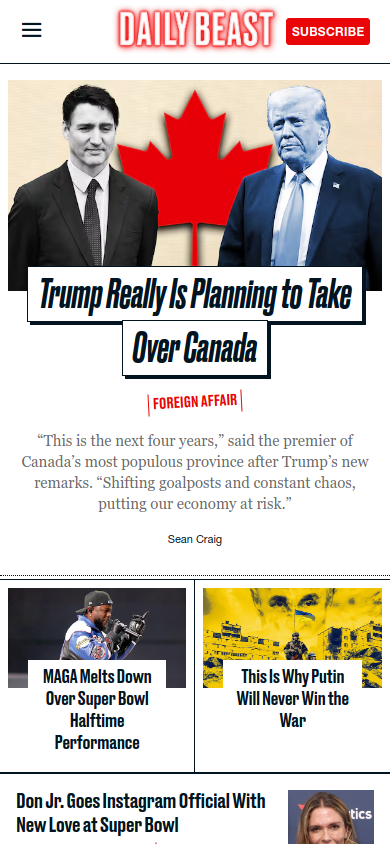 DAILY BEAST
SUBSCRIBE
Trump Really Is Planning to Take
Over Canada
FOREIGN AFFAIR
“This is the next four years,” said the premier of
Canada’s most populous province after Trump’s new
remarks. “Shifting goalposts and constant chaos,
putting our economy at risk.”
Sean Craig
MAGA Melts Down
Over Super Bowl
Halftime
Performance
This Is Why Putin
Will Never Win the
War
Don Jr. Goes Instagram Official With
New Love at Super Bowl
tics